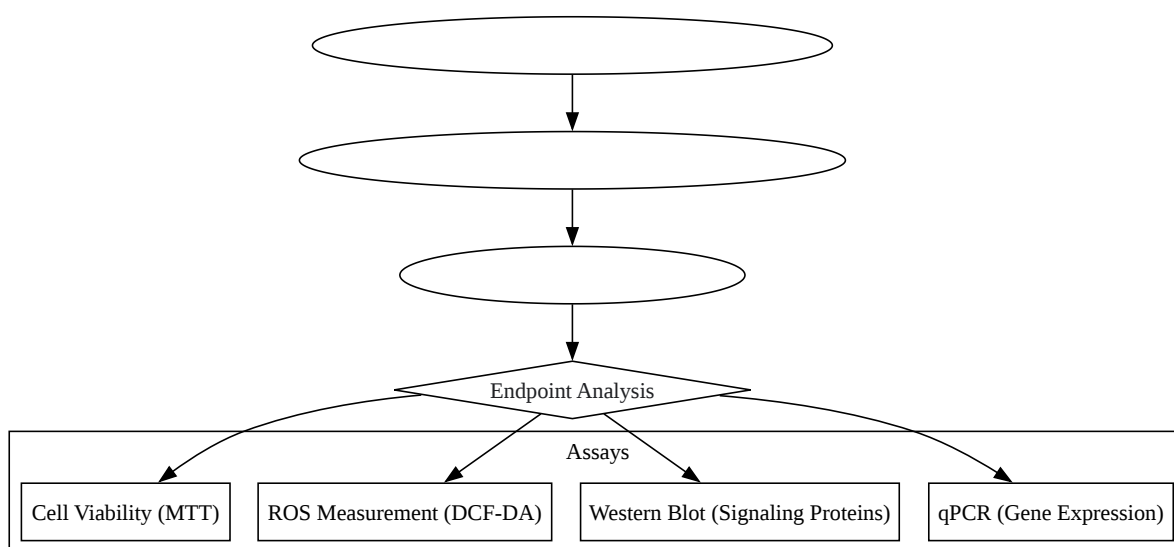 Endpoint Analysis
Assays
Cell Viability (MTT)
ROS Measurement (DCF-DA)
Western Blot (Signaling Proteins)
qPCR (Gene Expression)